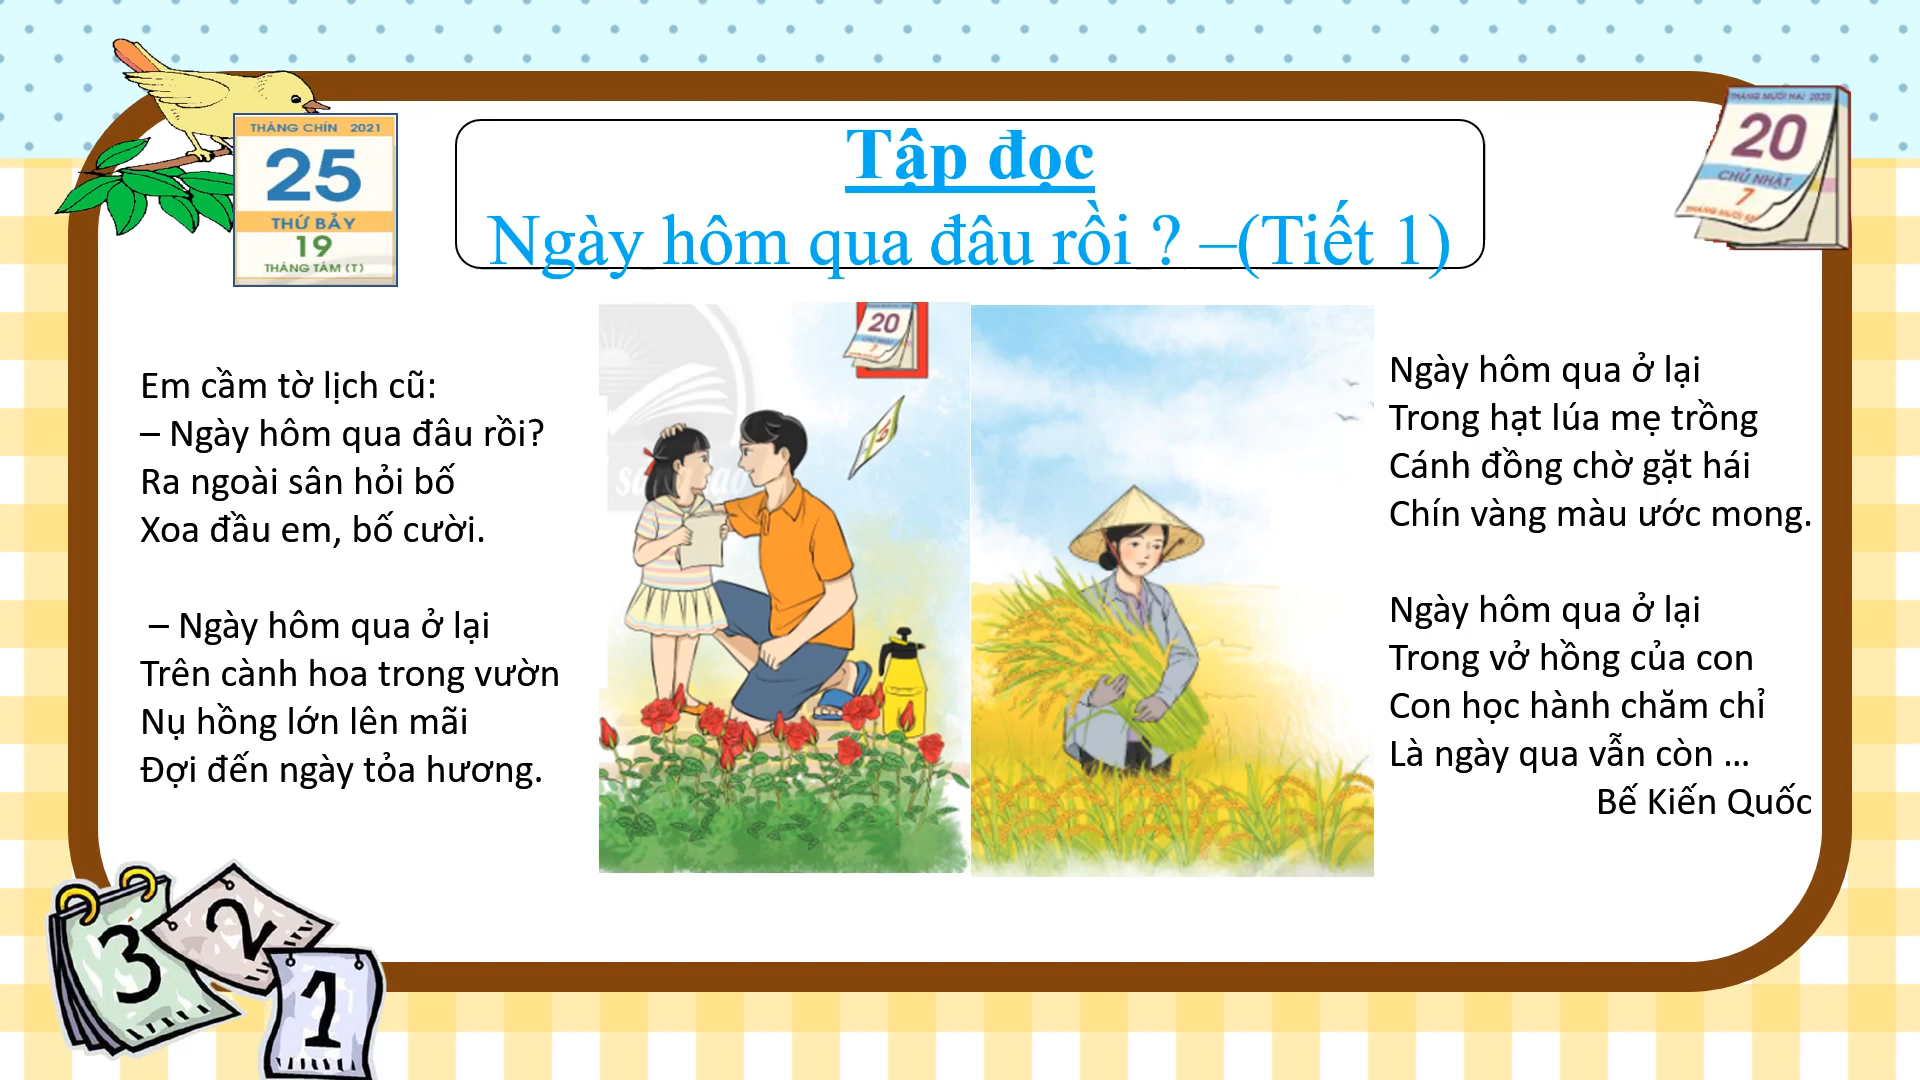 THÁNG CHÍN 2021
25
THỨ BẢY
19
THÁNG TÁM (T)
Tập đọc
Ngày hôm qua đâu rồi ? –(Tiết 1)
THÁNG MƯỜI HAI 2020
20
CHỦ NHẬT
7
Em cầm tờ lịch cũ:
– Ngày hôm qua đâu rồi?
Ra ngoài sân hỏi bố
Xoa đầu em, bố cười.
– Ngày hôm qua ở lại
Trên cành hoa trong vườn
Nụ hồng lớn lên mãi
Đợi đến ngày tỏa hương.
20
Ngày hôm qua ở lại
Trong hạt lúa mẹ trồng
Cánh đồng chờ gặt hái
Chín vàng màu ước mong.
Ngày hôm qua ở lại
Trong vở hồng của con
Con học hành chăm chỉ
Là ngày qua vẫn còn ...
Bế Kiến Quốc
3
2
1